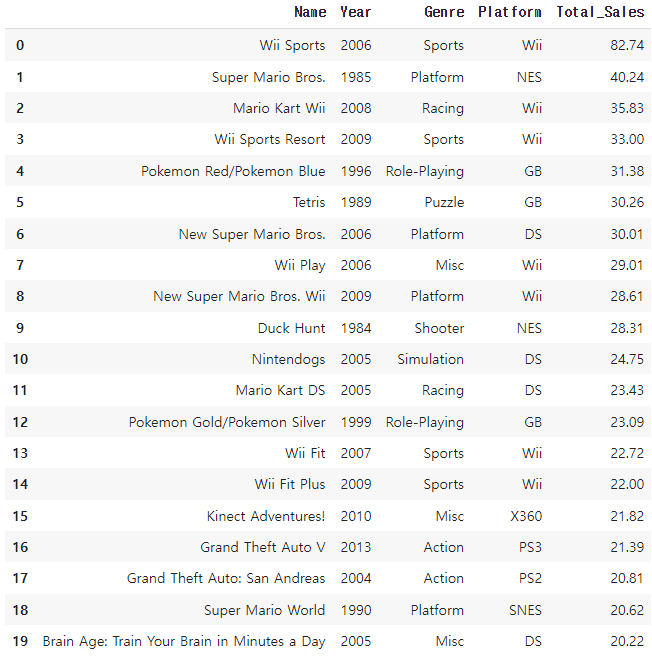 Name Year Genre Platform Total_Sales
0 Wii Sports 2006 Sports Wii 82.74
1 Super Mario Bros. 1985 Platform NES 40.24
2 Mario Kart Wii 2008 Racing Wii 35.83
3 Wii Sports Resort 2009 Sports Wii 33.00
4 Pokemon Red/Pokemon Blue 1996 Role-Playing GB 31.38
5 Tetris 1989 Puzzle GB 30.26
6 New Super Mario Bros. 2006 Platform DS 30.01
7 Wii Play 2006 Misc Wii 29.01
8 New Super Mario Bros. Wii 2009 Platform Wii 28.61
9 Duck Hunt 1984 Shooter NES 28.31
10 Nintendogs 2005 Simulation DS 24.75
11 Mario Kart DS 2005 Racing DS 23.43
12 Pokemon Gold/Pokemon Silver 1999 Role-Playing GB 23.09
13 Wii Fit 2007 Sports Wii 22.72
14 Wii Fit Plus 2009 Sports Wii 22.00
15 Kinect Adventures! 2010 Misc X360 21.82
16 Grand Theft Auto V 2013 Action PS3 21.39
17 Grand Theft Auto: San Andreas 2004 Action PS2 20.81
18 Super Mario World 1990 Platform SNES 20.62
19 Brain Age: Train Your Brain in Minutes a Day 2005 Misc DS 20.22